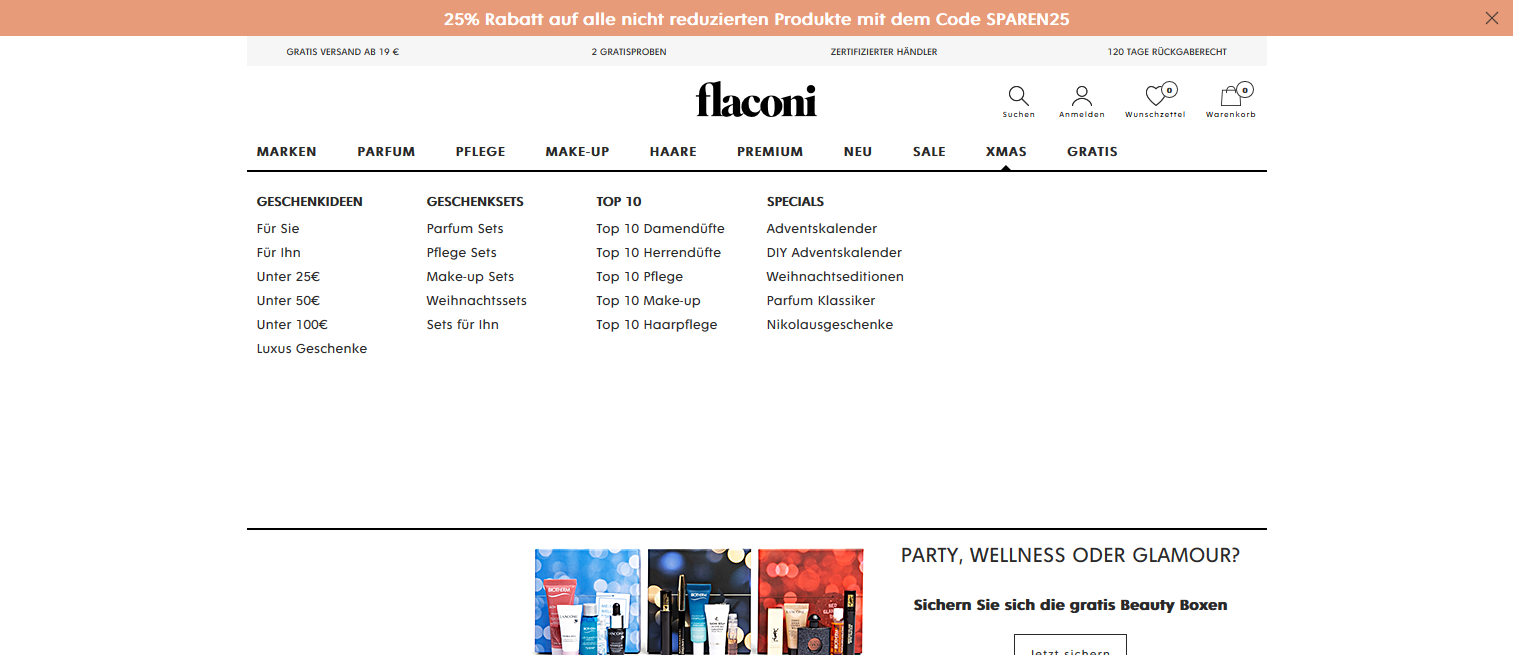 25% Rabatt auf alle nicht reduzierten Produkte mit dem Code SPAREN25
GRATIS VERSAND AB 19 €
2 GRATISPROBEN
ZERTIFIZIERTER HÄNDLER
120 TAGE RÜCKGABERECHT
flaconi
Suchen
Anmelden
0
Wunschzettel
0
Warenkorb
MARKEN PARFUM PFLEGE MAKE-UP HAARE PREMIUM NEU SALE XMAS GRATIS
GESCHENKIDEEN
Für Sie
Für Ihn
Unter 25€
Unter 50€
Unter 100€
Luxus Geschenke
GESCHENKSETS
Parfum Sets
Pflege Sets
Make-up Sets
Weihnachtssets
Sets für Ihn
TOP 10
Top 10 Damendüfte
Top 10 Herrendüfte
Top 10 Pflege
Top 10 Make-up
Top 10 Haarpflege
SPECIALS
Adventskalender
DIY Adventskalender
Weihnachtseditionen
Parfum Klassiker
Nikolausgeschenke
BIOTHERM
LANCÔME
BIOTHERM
PARTY, WELLNESS ODER GLAMOUR?
Sichern Sie sich die gratis Beauty Boxen
Jetzt sichern